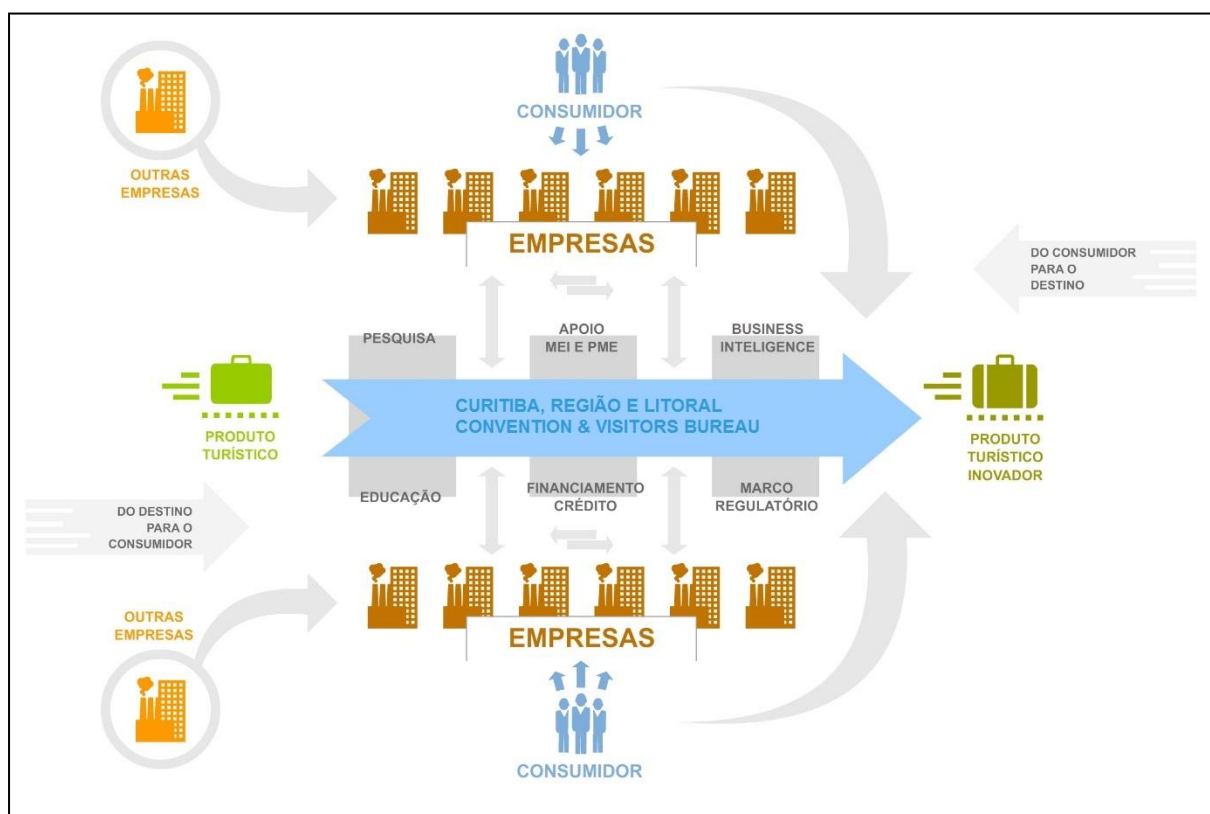 CONSUMIDOR
OUTRAS
EMPRESAS
EMPRESAS
DO CONSUMIDOR
PARA O
DESTINO
PESQUISA
APOIO
MEI E PME
BUSINESS
INTELIGENCE
CURITIBA, REGIÃO E LITORAL
CONVENTION & VISITORS BUREAU
PRODUTO
TURÍSTICO
PRODUTO
TURÍSTICO
INOVADOR
EDUCAÇÃO
FINANCIAMENTO
CRÉDITO
MARCO
REGULATÓRIO
DO DESTINO
PARA O
CONSUMIDOR
OUTRAS
EMPRESAS
EMPRESAS
CONSUMIDOR